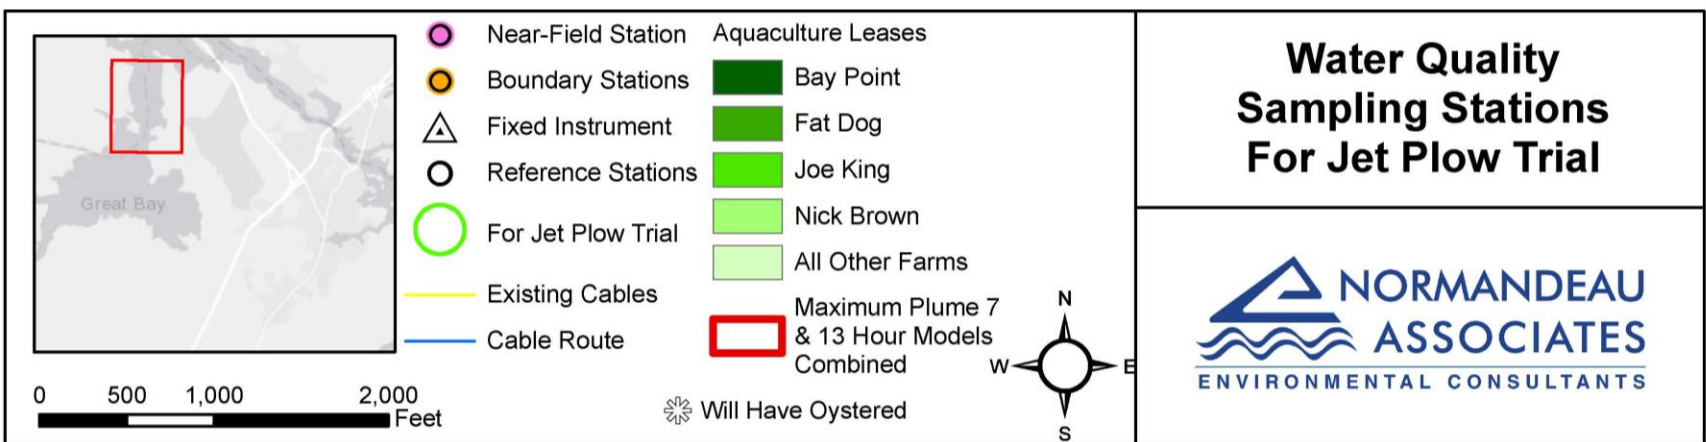 Great Bay
0 500 1,000 2,000
Feet
Near-Field Station
Boundary Stations
Fixed Instrument
Reference Stations
For Jet Plow Trial
Existing Cables
Cable Route
Aquaculture Leases
Bay Point
Fat Dog
Joe King
Nick Brown
All Other Farms
Maximum Plume 7
& 13 Hour Models
Combined
Will Have Oystered
N
W E
S
Water Quality
Sampling Stations
For Jet Plow Trial
NORMANDEAU
ASSOCIATES
ENVIRONMENTAL CONSULTANTS